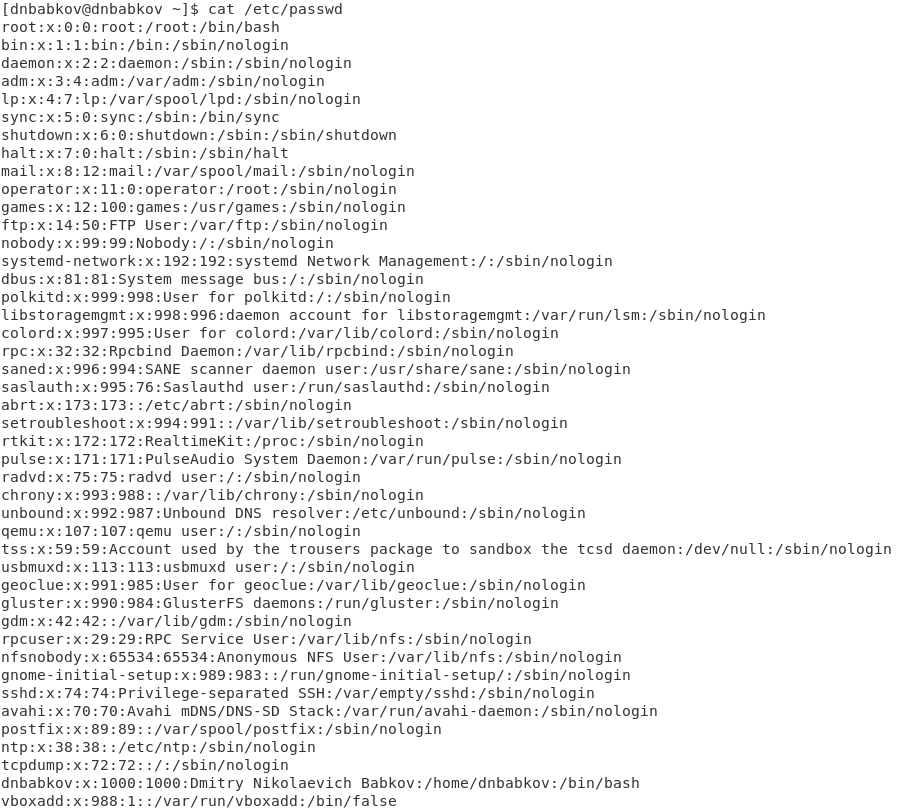 [dnbabkov@dnbabkov ~]$ cat /etc/passwd
root:x:0:0:root:/root:/bin/bash
bin:x:1:1:bin:/bin:/sbin/nologin
daemon:x:2:2:daemon:/sbin:/sbin/nologin
adm:x:3:4:adm:/var/adm:/sbin/nologin
lp:x:4:7:lp:/var/spool/lpd:/sbin/nologin
sync:x:5:0:sync:/sbin:/bin/sync
shutdown:x:6:0:shutdown:/sbin:/sbin/shutdown
halt:x:7:0:halt:/sbin:/sbin/halt
mail:x:8:12:mail:/var/spool/mail:/sbin/nologin
operator:x:11:0:operator:/root:/sbin/nologin
games:x:12:100:games:/usr/games:/sbin/nologin
ftp:x:14:50:FTP User:/var/ftp:/sbin/nologin
nobody:x:99:99:Nobody:/:/sbin/nologin
systemd-network:x:192:192:systemd Network Management:/:/sbin/nologin
dbus:x:81:81:System message bus:/:/sbin/nologin
polkitd:x:999:998:User for polkitd:/:/sbin/nologin
libstoragemgmt:x:998:996:daemon account for libstoragemgmt:/var/run/lsm:/sbin/nologin
colord:x:997:995:User for colord:/var/lib/colord:/sbin/nologin
rpc:x:32:32:Rpcbind Daemon:/var/lib/rpcbind:/sbin/nologin
saned:x:996:994:SANE scanner daemon user:/usr/share/sane:/sbin/nologin
saslauth:x:995:76:Saslauthd user:/run/saslauthd:/sbin/nologin
abrt:x:173:173::/etc/abrt:/sbin/nologin
setroubleshoot:x:994:991::/var/lib/setroubleshoot:/sbin/nologin
rtkit:x:172:172:RealtimeKit:/proc:/sbin/nologin
pulse:x:171:171:PulseAudio System Daemon:/var/run/pulse:/sbin/nologin
radvd:x:75:75:radvd user:/:/sbin/nologin
chrony:x:993:988::/var/lib/chrony:/sbin/nologin
unbound:x:992:987:Unbound DNS resolver:/etc/unbound:/sbin/nologin
qemu:x:107:107:qemu user:/:/sbin/nologin
tss:x:59:59:Account used by the trousers package to sandbox the tcsd daemon:/dev/null:/sbin/nologin
usbmuxd:x:113:113:usbmuxd user:/:/sbin/nologin
geoclue:x:991:985:User for geoclue:/var/lib/geoclue:/sbin/nologin
gluster:x:990:984:GlusterFS daemons:/run/gluster:/sbin/nologin
gdm:x:42:42::/var/lib/gdm:/sbin/nologin
rpcuser:x:29:29:RPC Service User:/var/lib/nfs:/sbin/nologin
nfsnobody:x:65534:65534:Anonymous NFS User:/var/lib/nfs:/sbin/nologin
gnome-initial-setup:x:989:983::/run/gnome-initial-setup/:/sbin/nologin
sshd:x:74:74:Privilege-separated SSH:/var/empty/sshd:/sbin/nologin
avahi:x:70:70:Avahi mDNS/DNS-SD Stack:/var/run/avahi-daemon:/sbin/nologin
postfix:x:89:89::/var/spool/postfix:/sbin/nologin
ntp:x:38:38::/etc/ntp:/sbin/nologin
tcpdump:x:72:72::/:/sbin/nologin
dnbabkov:x:1000:1000:Dmitry Nikolaevich Babkov:/home/dnbabkov:/bin/bash
vboxadd:x:988:1::/var/run/vboxadd:/bin/false